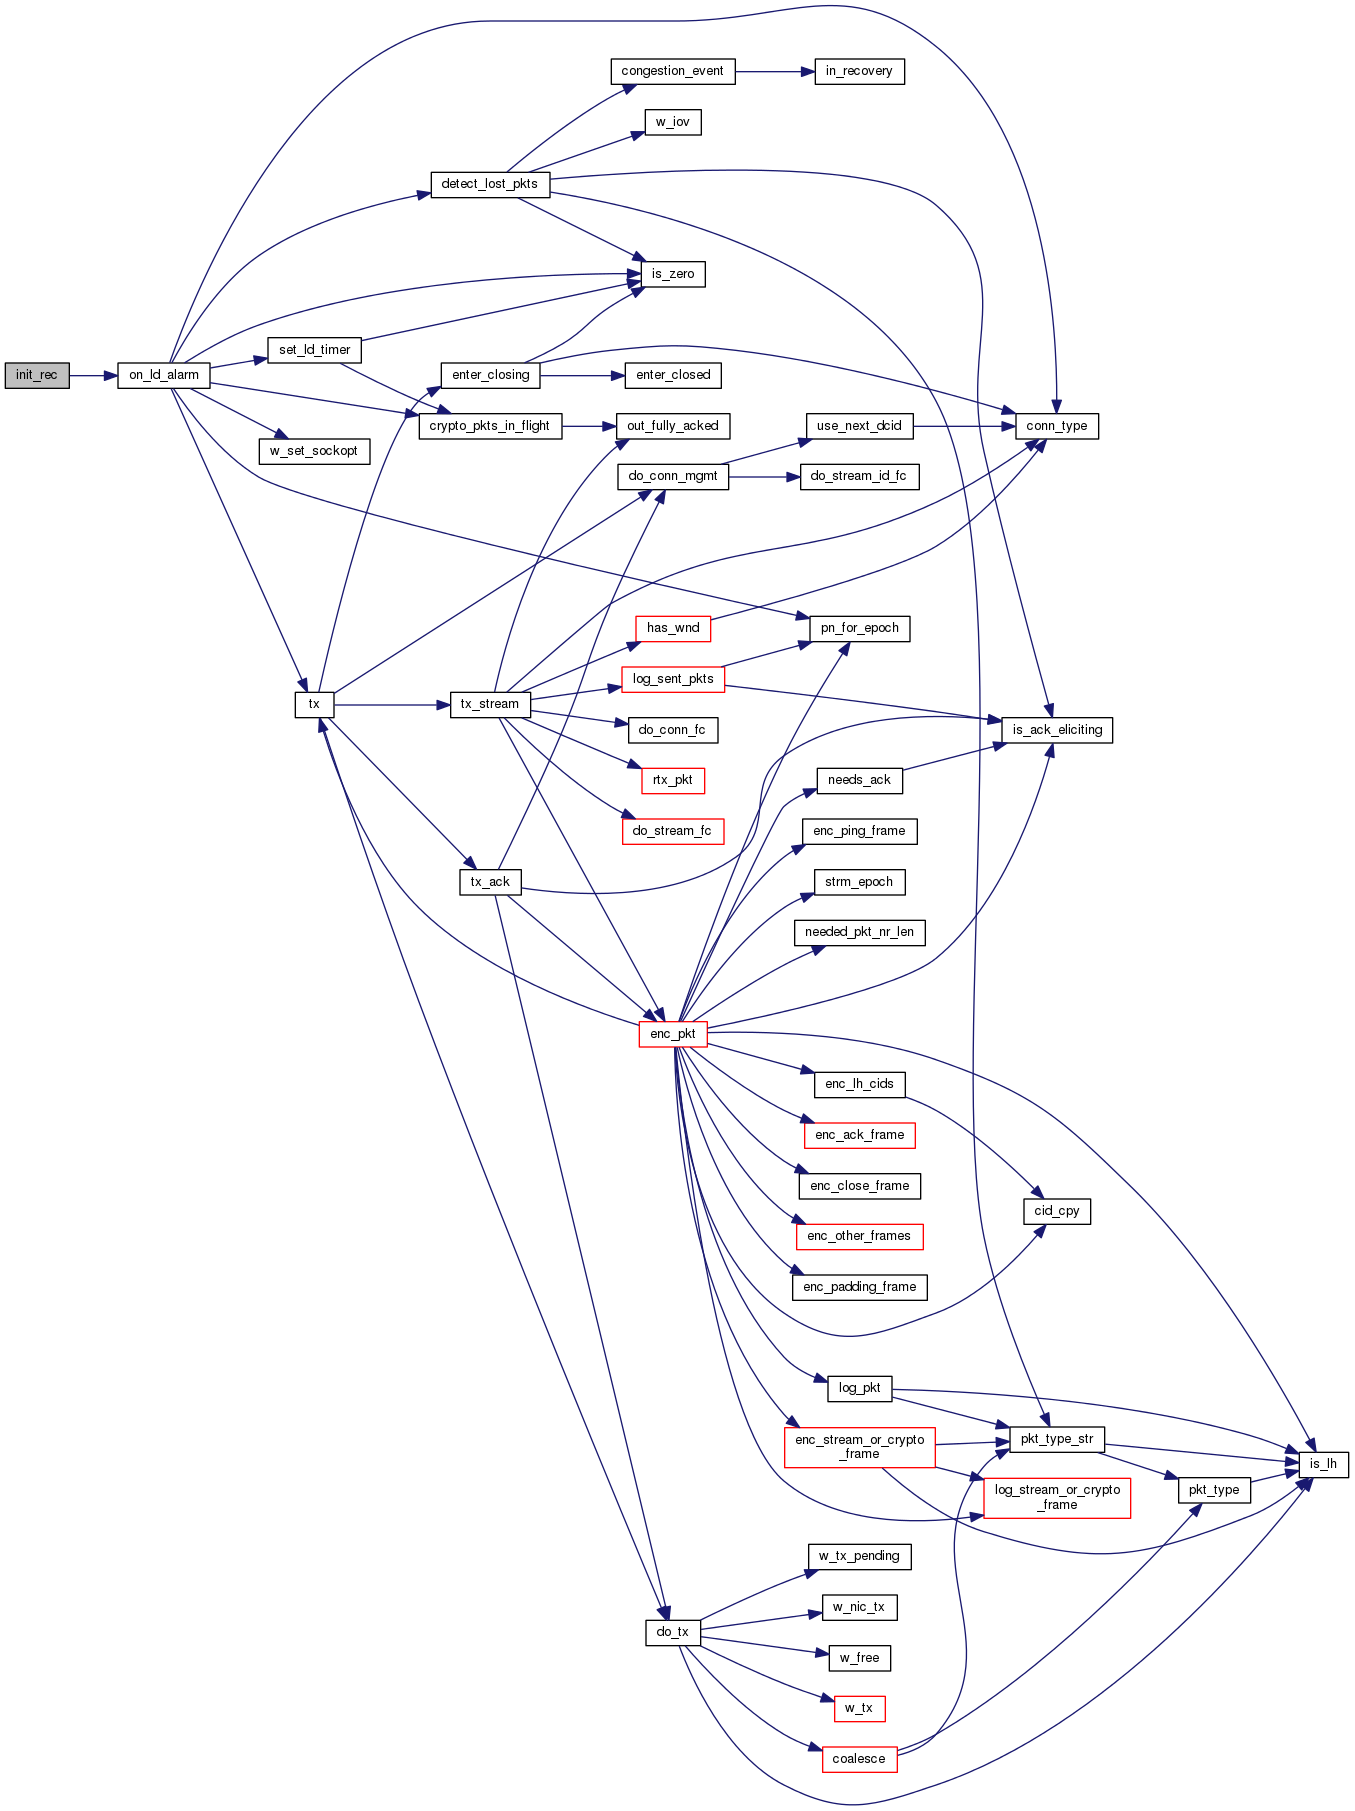 congestion_event
in_recovery
w_iov
detect_lost_pkts
is_zero
set_ld_timer
init_rec
on_ld_alarm
enter_closing
enter_closed
crypto_pkts_in_flight
out_fully_acked
use_next_dcid
conn_type
w_set_sockopt
do_conn_mgmt
do_stream_id_fc
has_wnd
pn_for_epoch
log_sent_pkts
tx
tx_stream
do_conn_fc
is_ack_eliciting
rtx_pkt
needs_ack
do_stream_fc
enc_ping_frame
tx_ack
strm_epoch
needed_pkt_nr_len
enc_pkt
enc_lh_cids
enc_ack_frame
enc_close_frame
cid_cpy
enc_other_frames
enc_padding_frame
log_pkt
enc_stream_or_crypto
_frame
pkt_type_str
is_lh
log_stream_or_crypto
_frame
pkt_type
w_tx_pending
w_nic_tx
do_tx
w_free
w_tx
coalesce